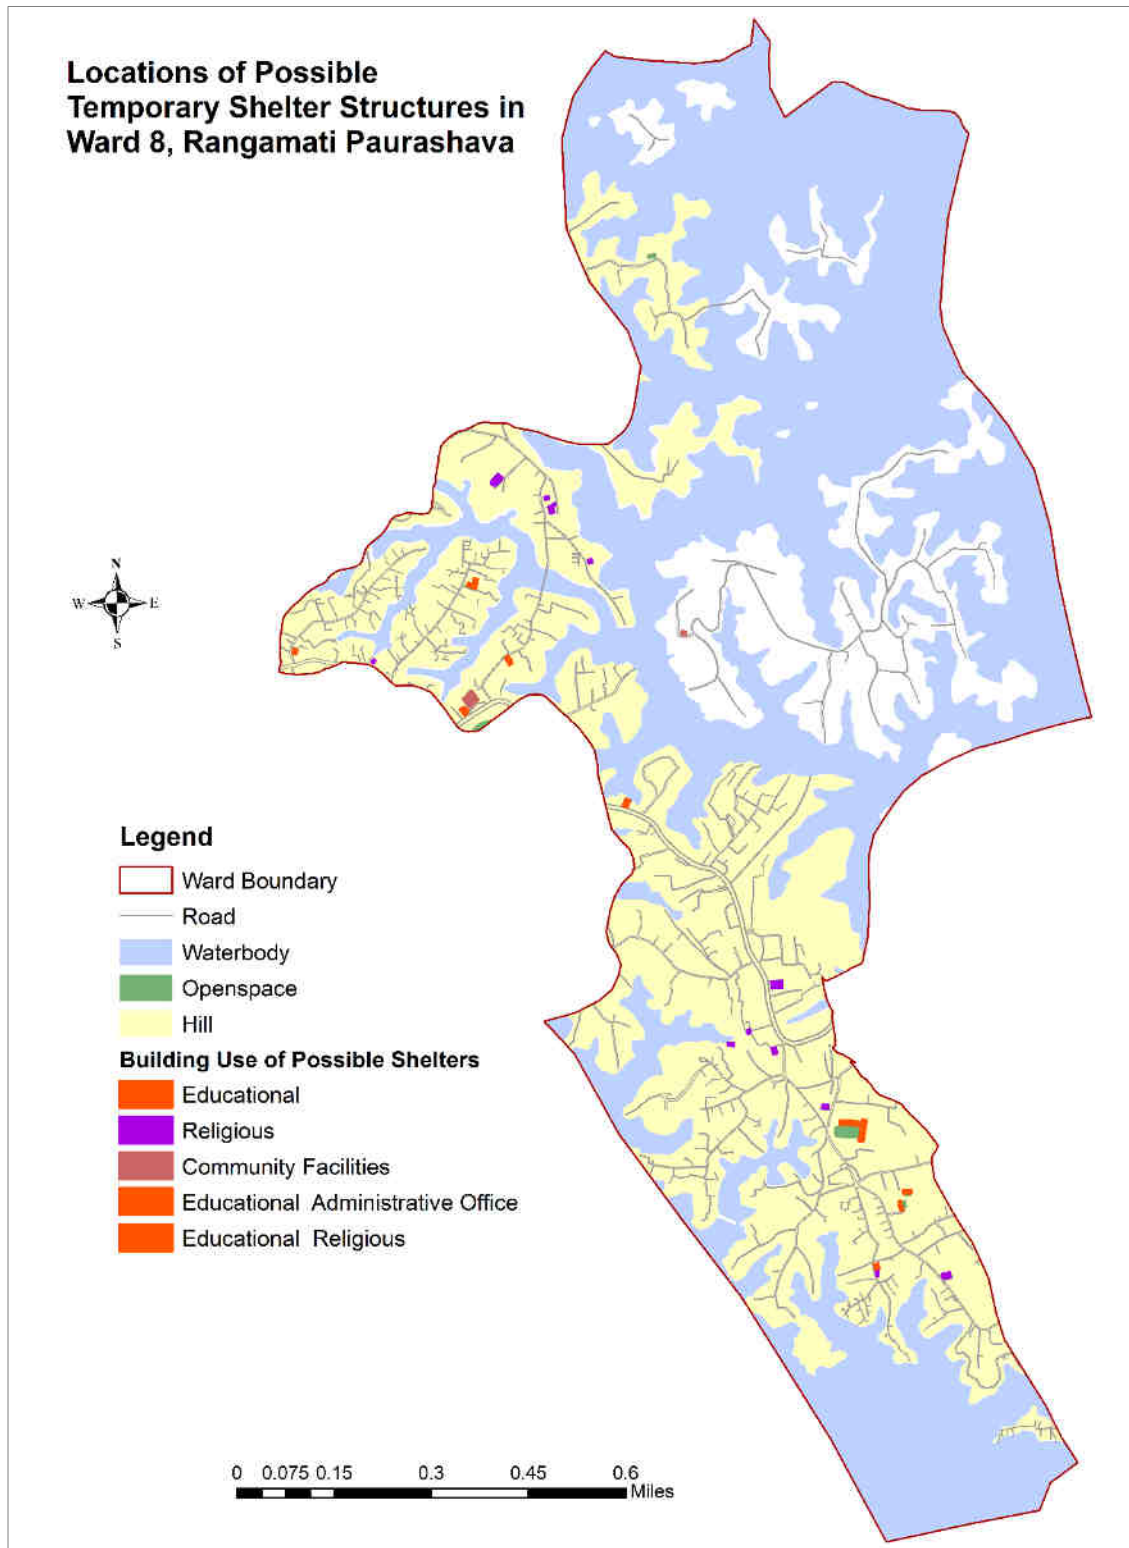 Locations of Possible
Temporary Shelter Structures in
Ward 8, Rangamati Paurashava
N
W
E
S
Legend
Ward Boundary
Road
Waterbody
Openspace
Hill
Building Use of Possible Shelters
Educational
Religious
Community Facilities
Educational Administrative Office
Educational Religious
0 0.075 0.15 0.3 0.45 0.6
Miles